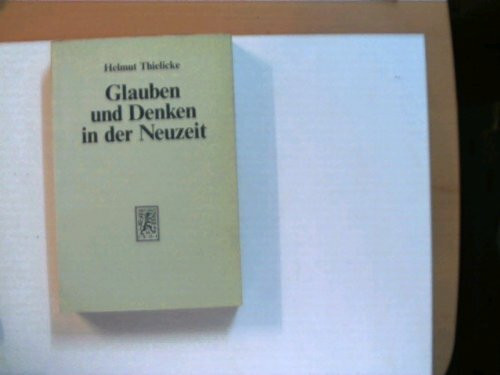 Helmut Thielicke
Glauben
und Denken
in der Neuzeit